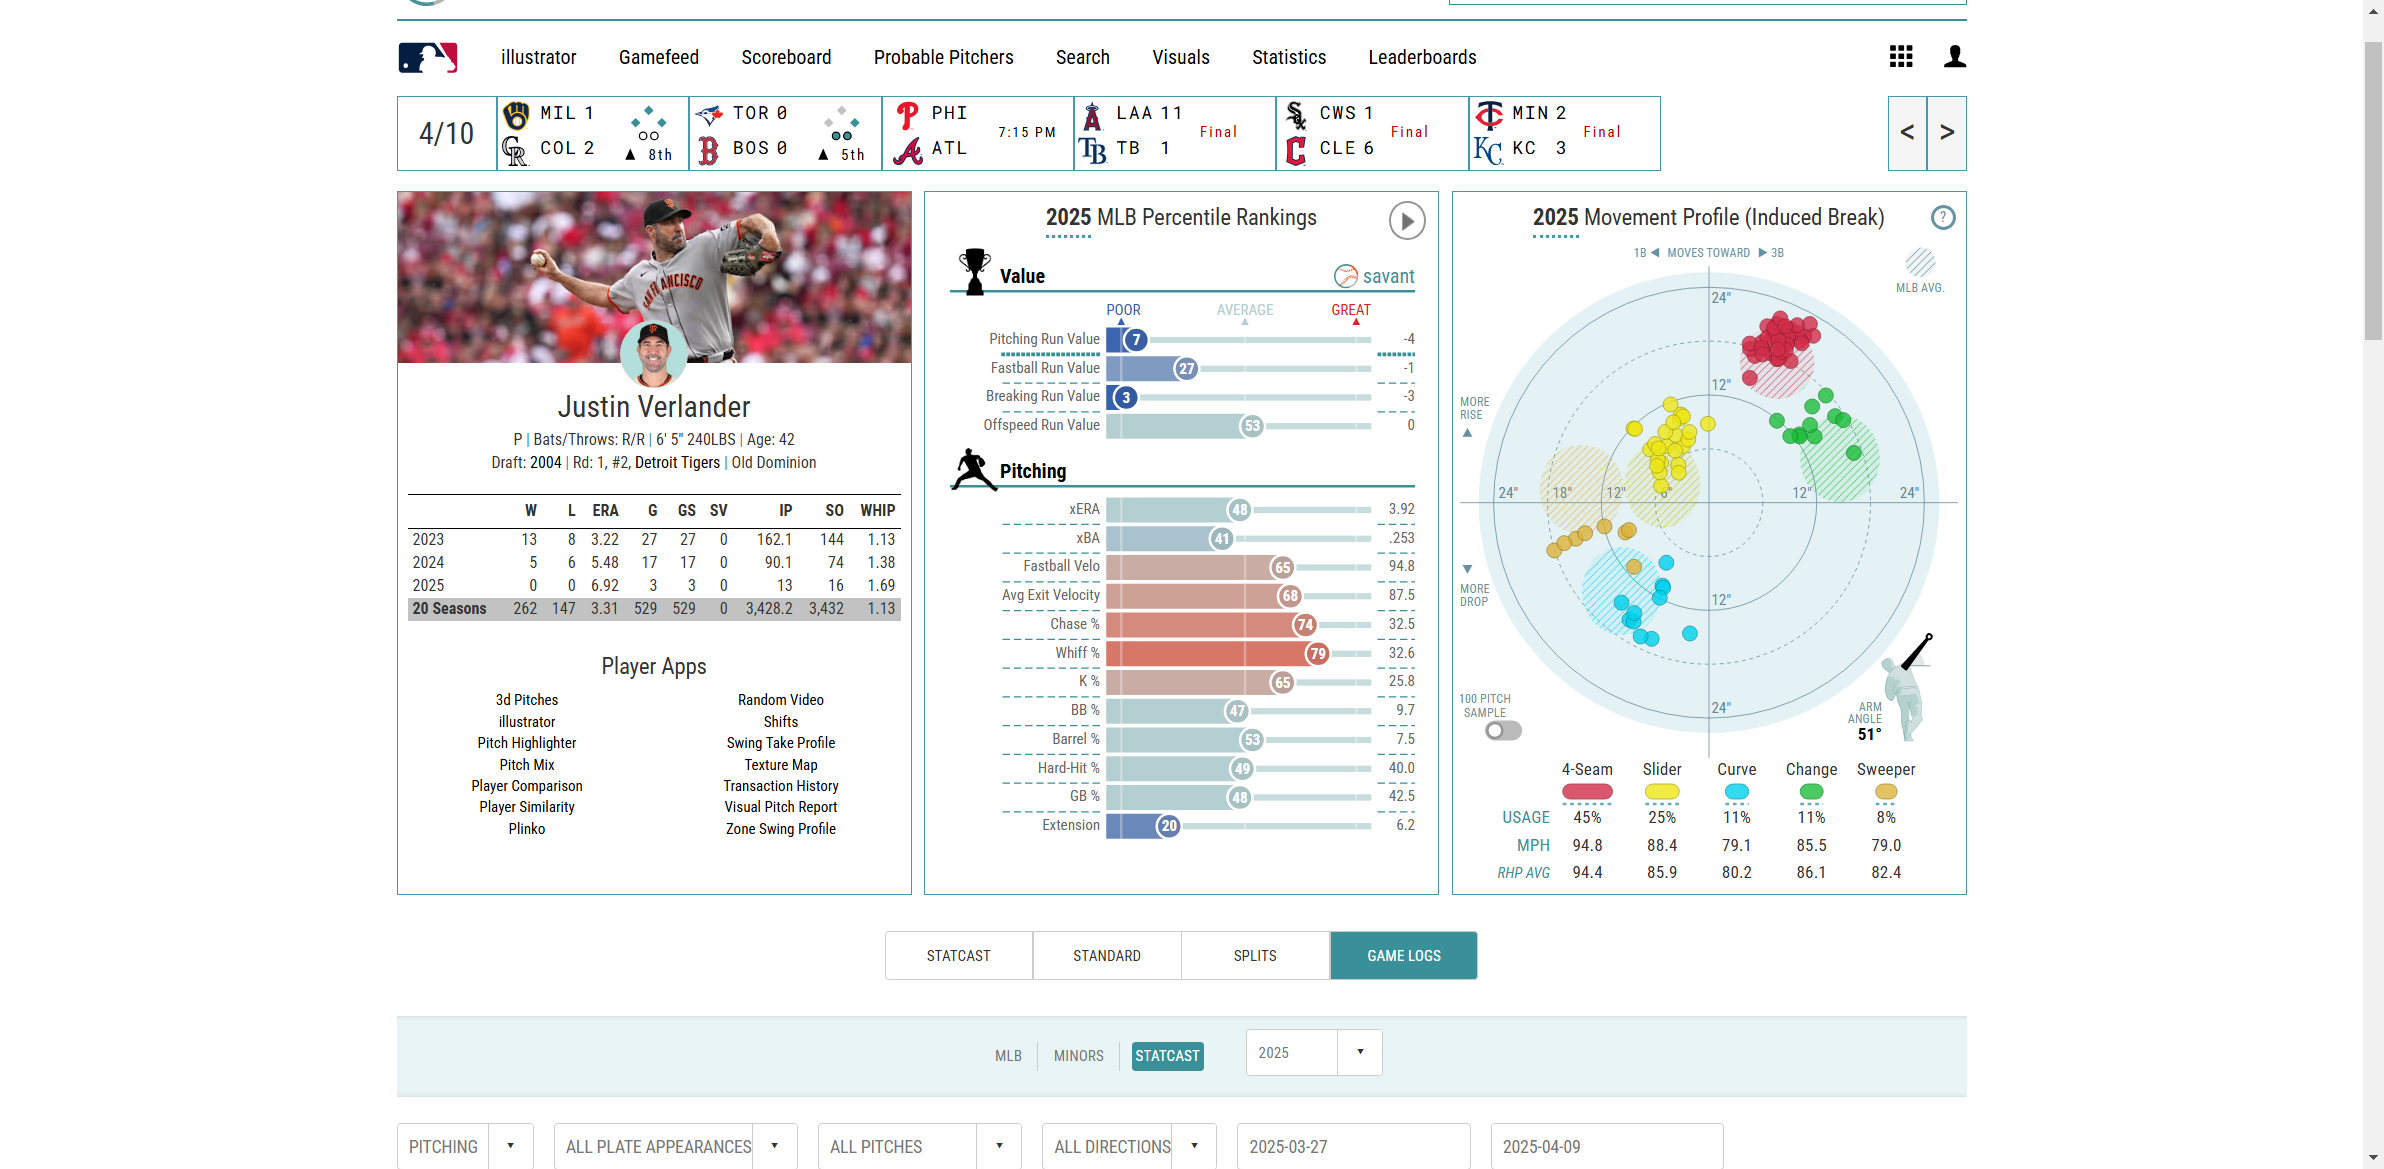 illustrator Gamefeed Scoreboard Probable Pitchers Search Visuals Statistics Leaderboards
4/10
MIL 1
COL 2
▲ 8th
TOR 0
BOS 0
▲ 5th
PHI
ATL
7:15 PM
LAA 11
TB 1
Final
CWS 1
CLE 6
Final
MIN 2
KC 3
Final
< >
SAN FRANCISCO
Justin Verlander
P | Bats/Throws: R/R | 6' 5" 240LBS | Age: 42
Draft: 2004 | Rd: 1, #2, Detroit Tigers | Old Dominion
W L ERA G GS SV IP SO WHIP
2023 13 8 3.22 27 27 0 162.1 144 1.13
2024 5 6 5.48 17 17 0 90.1 74 1.38
2025 0 0 6.92 3 3 0 13 16 1.69
20 Seasons 262 147 3.31 529 529 0 3,428.2 3,432 1.13
Player Apps
3d Pitches Random Video
illustrator Shifts
Pitch Highlighter Swing Take Profile
Pitch Mix Texture Map
Player Comparison Transaction History
Player Similarity Visual Pitch Report
Plinko Zone Swing Profile
2025 MLB Percentile Rankings
Value
savant
POOR AVERAGE GREAT
Pitching Run Value 7 -4
Fastball Run Value 27 -1
Breaking Run Value 3 -3
Offspeed Run Value 53 0
Pitching
xERA 48 3.92
xBA 41 .253
Fastball Velo 65 94.8
Avg Exit Velocity 68 87.5
Chase % 74 32.5
Whiff % 79 32.6
K % 65 25.8
BB % 47 9.7
Barrel % 53 7.5
Hard-Hit % 49 40.0
GB % 48 42.5
Extension 20 6.2
2025 Movement Profile (Induced Break)
?
1B ◀ MOVES TOWARD ▶ 3B
MLB AVG.
24"
12"
MORE
RISE
▲
24" 18" 12" 6" 12" 24"
▼
MORE
DROP
12"
24"
100 PITCH
SAMPLE
ARM
ANGLE
51°
4-Seam Slider Curve Change Sweeper
USAGE 45% 25% 11% 11% 8%
MPH 94.8 88.4 79.1 85.5 79.0
RHP AVG 94.4 85.9 80.2 86.1 82.4
STATCAST STANDARD SPLITS GAME LOGS
MLB MINORS STATCAST 2025
PITCHING ALL PLATE APPEARANCES ALL PITCHES ALL DIRECTIONS 2025-03-27 2025-04-09